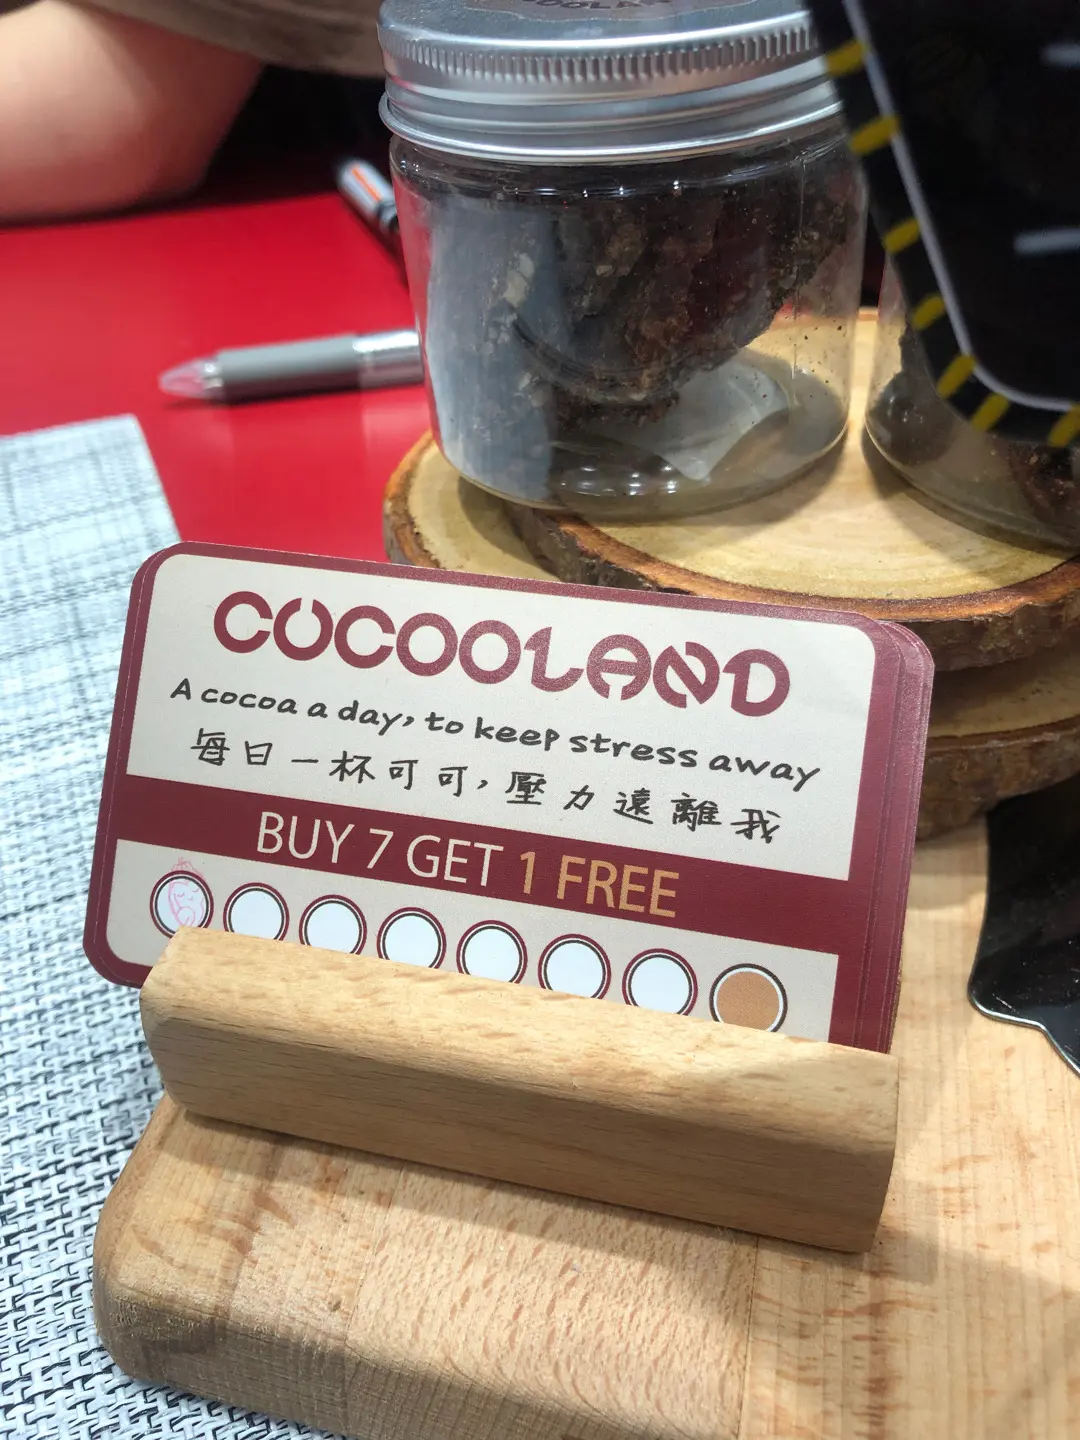 COCOOLAND
A cocoa a day, to keep stress away
每日一杯可可，壓力遠離我
BUY 7 GET 1 FREE